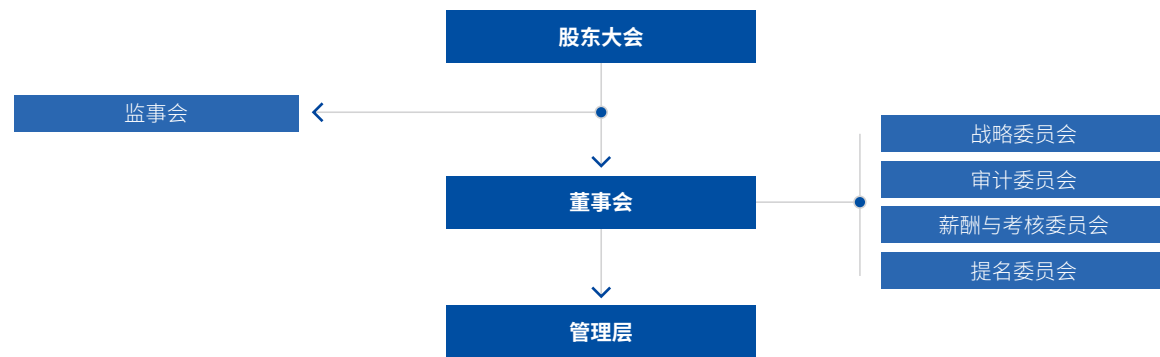 股东大会
监事会
战略委员会
审计委员会
董事会
薪酬与考核委员会
提名委员会
管理层